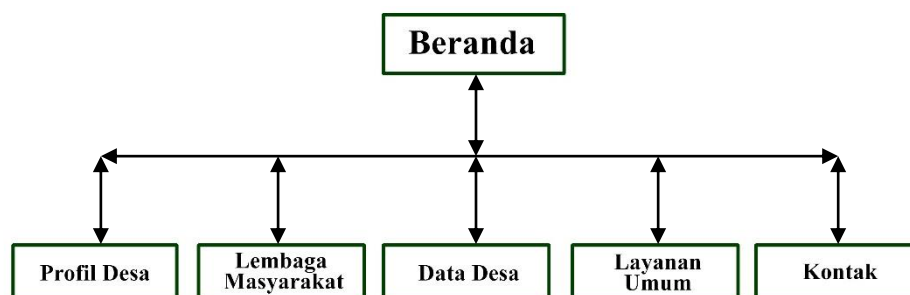 Beranda
Profil Desa
Lembaga
Masyarakat
Data Desa
Layanan
Umum
Kontak